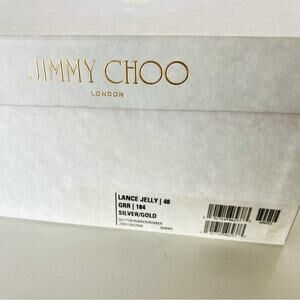 JIMMY CHOO
LONDON
LANCE JELLY | 40
GRR | 184
SILVER/GOLD